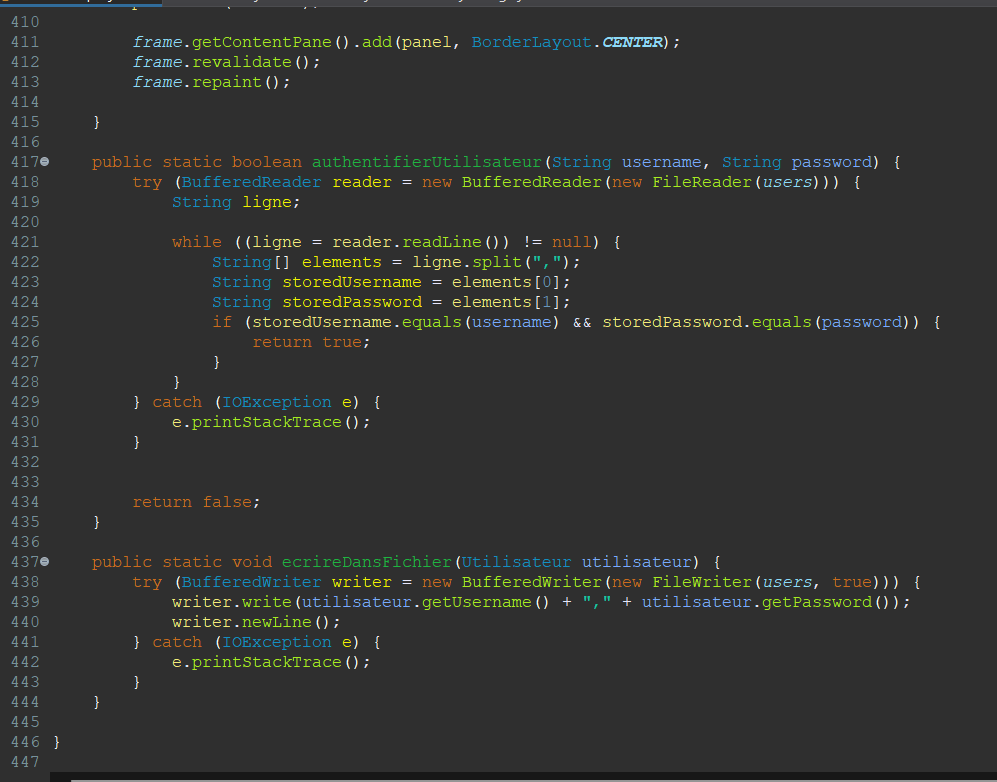 410
411 frame.getContentPane().add(panel, BorderLayout.CENTER);
412 frame.revalidate();
413 frame.repaint();
414
415 }
416
417 public static boolean authentifierUtilisateur(String username, String password) {
418 try (BufferedReader reader = new BufferedReader(new FileReader(users))) {
419 String ligne;
420
421 while ((ligne = reader.readLine()) != null) {
422 String[] elements = ligne.split(",");
423 String storedUsername = elements[0];
424 String storedPassword = elements[1];
425 if (storedUsername.equals(username) && storedPassword.equals(password)) {
426 return true;
427 }
428 }
429 } catch (IOException e) {
430 e.printStackTrace();
431 }
432
433
434 return false;
435 }
436
437 public static void ecrireDansFichier(Utilisateur utilisateur) {
438 try (BufferedWriter writer = new BufferedWriter(new FileWriter(users, true))) {
439 writer.write(utilisateur.getUsername() + "," + utilisateur.getPassword());
440 writer.newLine();
441 } catch (IOException e) {
442 e.printStackTrace();
443 }
444 }
445
446 }
447